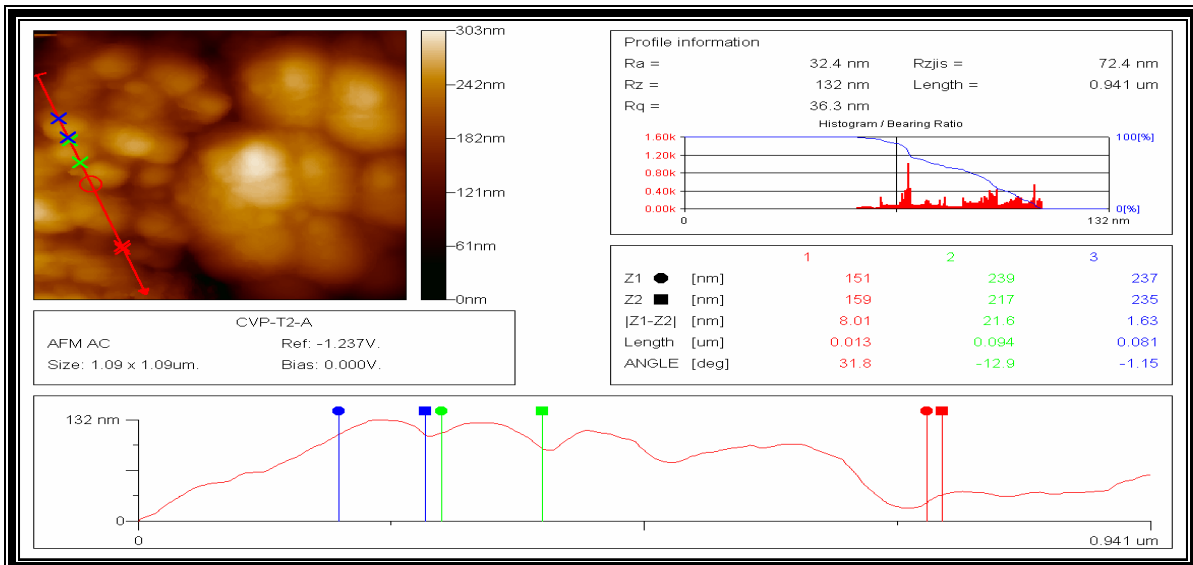 303nm
242nm
182nm
121nm
61nm
0nm
CVP-T2-A
AFM AC Ref: -1.237V.
Size: 1.09 x 1.09um. Bias: 0.000V.
Profile information
Ra = 32.4 nm Rzjis = 72.4 nm
Rz = 132 nm Length = 0.941 um
Rq = 36.3 nm
Histogram / Bearing Ratio
1.60k 100[%]
1.20k
0.80k
0.40k
0.00k 0[%]
0 132 nm
1 2 3
Z1 [nm] 151 239 237
Z2 [nm] 159 217 235
|Z1-Z2| [nm] 8.01 21.6 1.63
Length [um] 0.013 0.094 0.081
ANGLE [deg] 31.8 -12.9 -1.15
132 nm
0
0 0.941 um